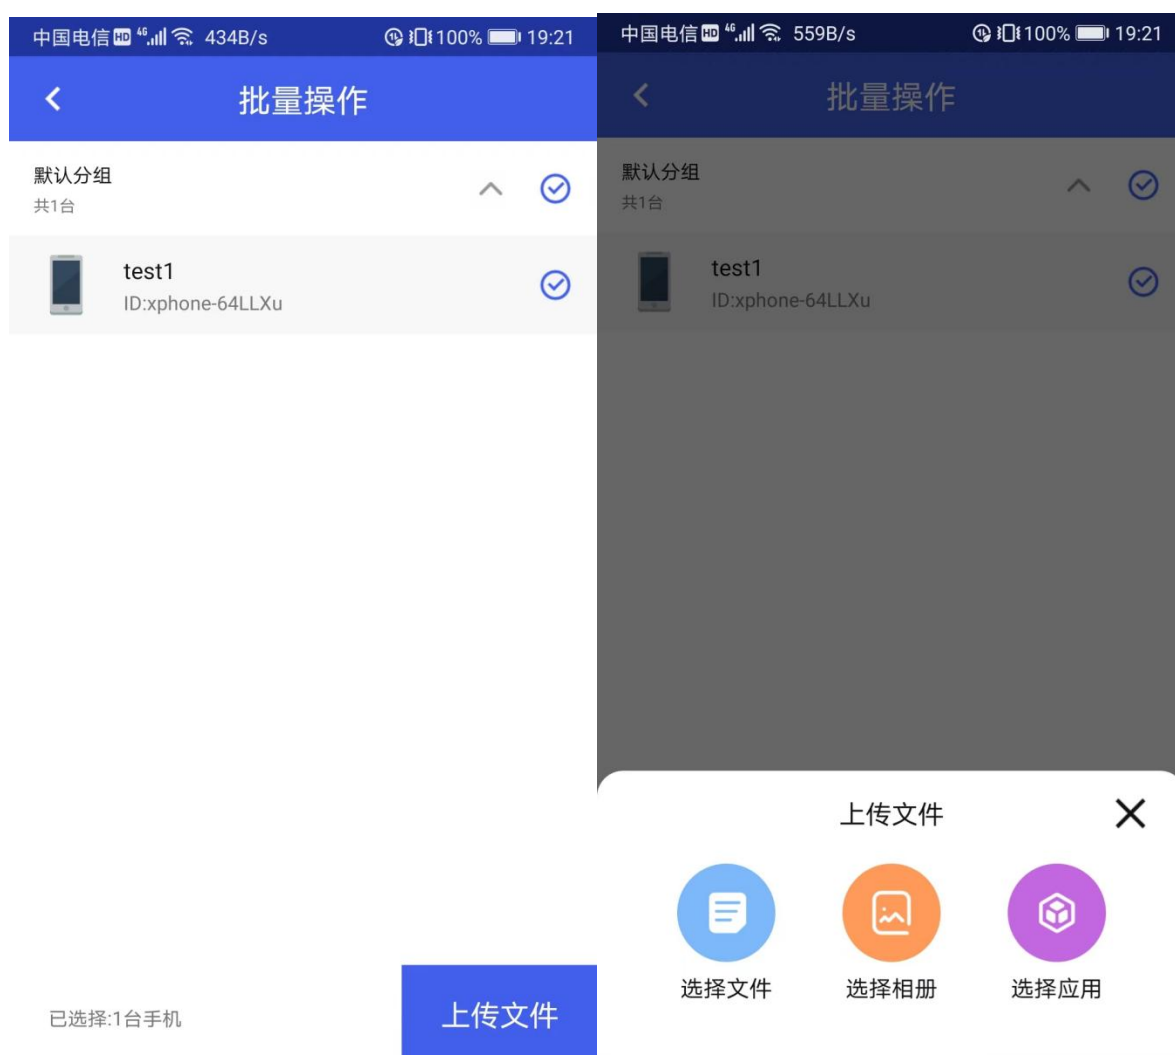 中国电信 HD 4G 434B/s 100% 19:21
批量操作
默认分组
共1台
test1
ID:xphone-64LLXu
已选择:1台手机
上传文件
中国电信 HD 4G 559B/s 100% 19:21
批量操作
默认分组
共1台
test1
ID:xphone-64LLXu
上传文件
选择文件 选择相册 选择应用